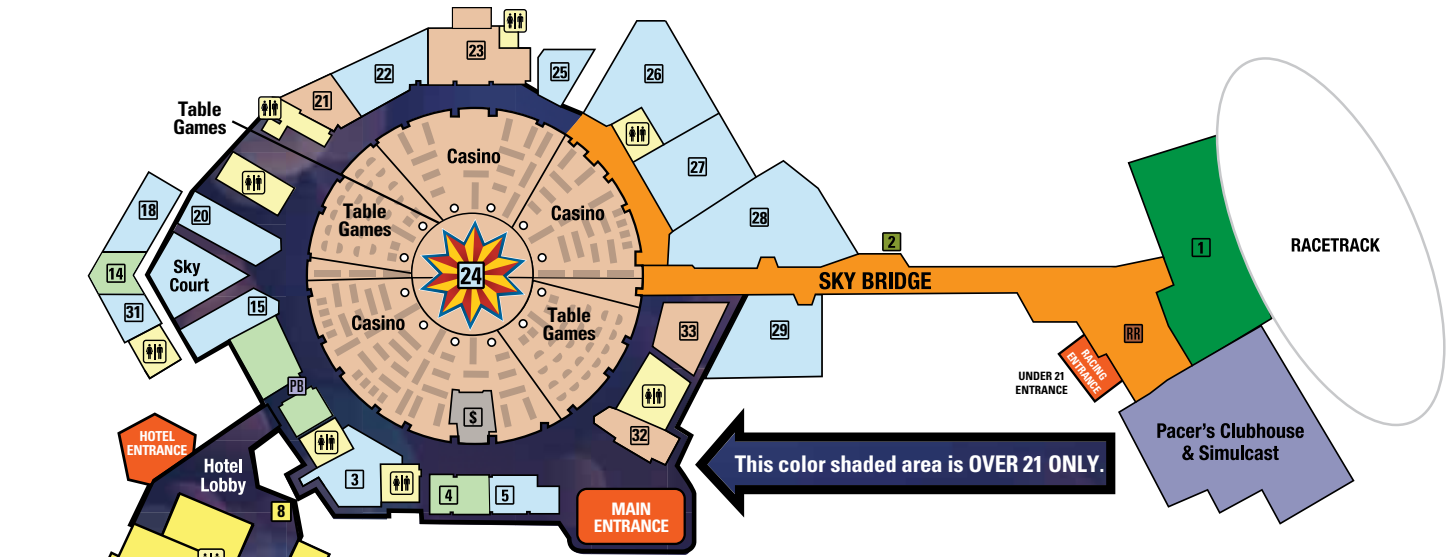 23
22
25
26
21
Table
Games
Casino
27
18
20
Table
Games
Casino
28
2
1
RACETRACK
14
Sky
Court
24
SKY BRIDGE
31
15
Casino
Table
Games
33
29
RR
RACING
ENTRANCE
UNDER 21
ENTRANCE
PB
$
32
HOTEL
ENTRANCE
Hotel
Lobby
3
4
5
8
MAIN
ENTRANCE
This color shaded area is OVER 21 ONLY.
Pacer's Clubhouse
& Simulcast